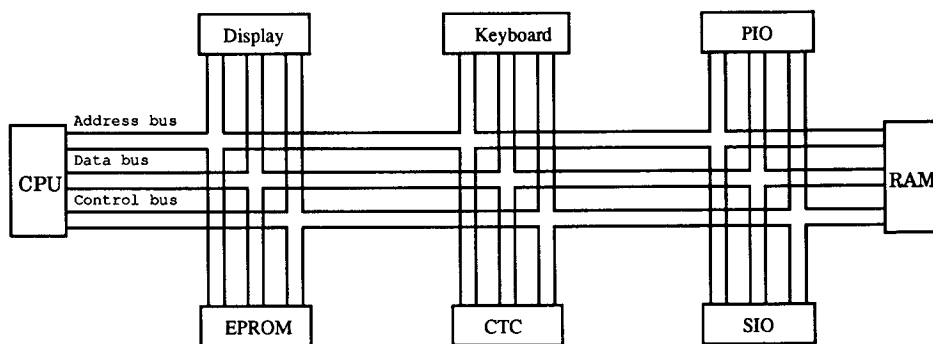 Display
Keyboard
PIO
Address bus
Data bus
CPU
RAM
Control bus
EPROM
CTC
SIO